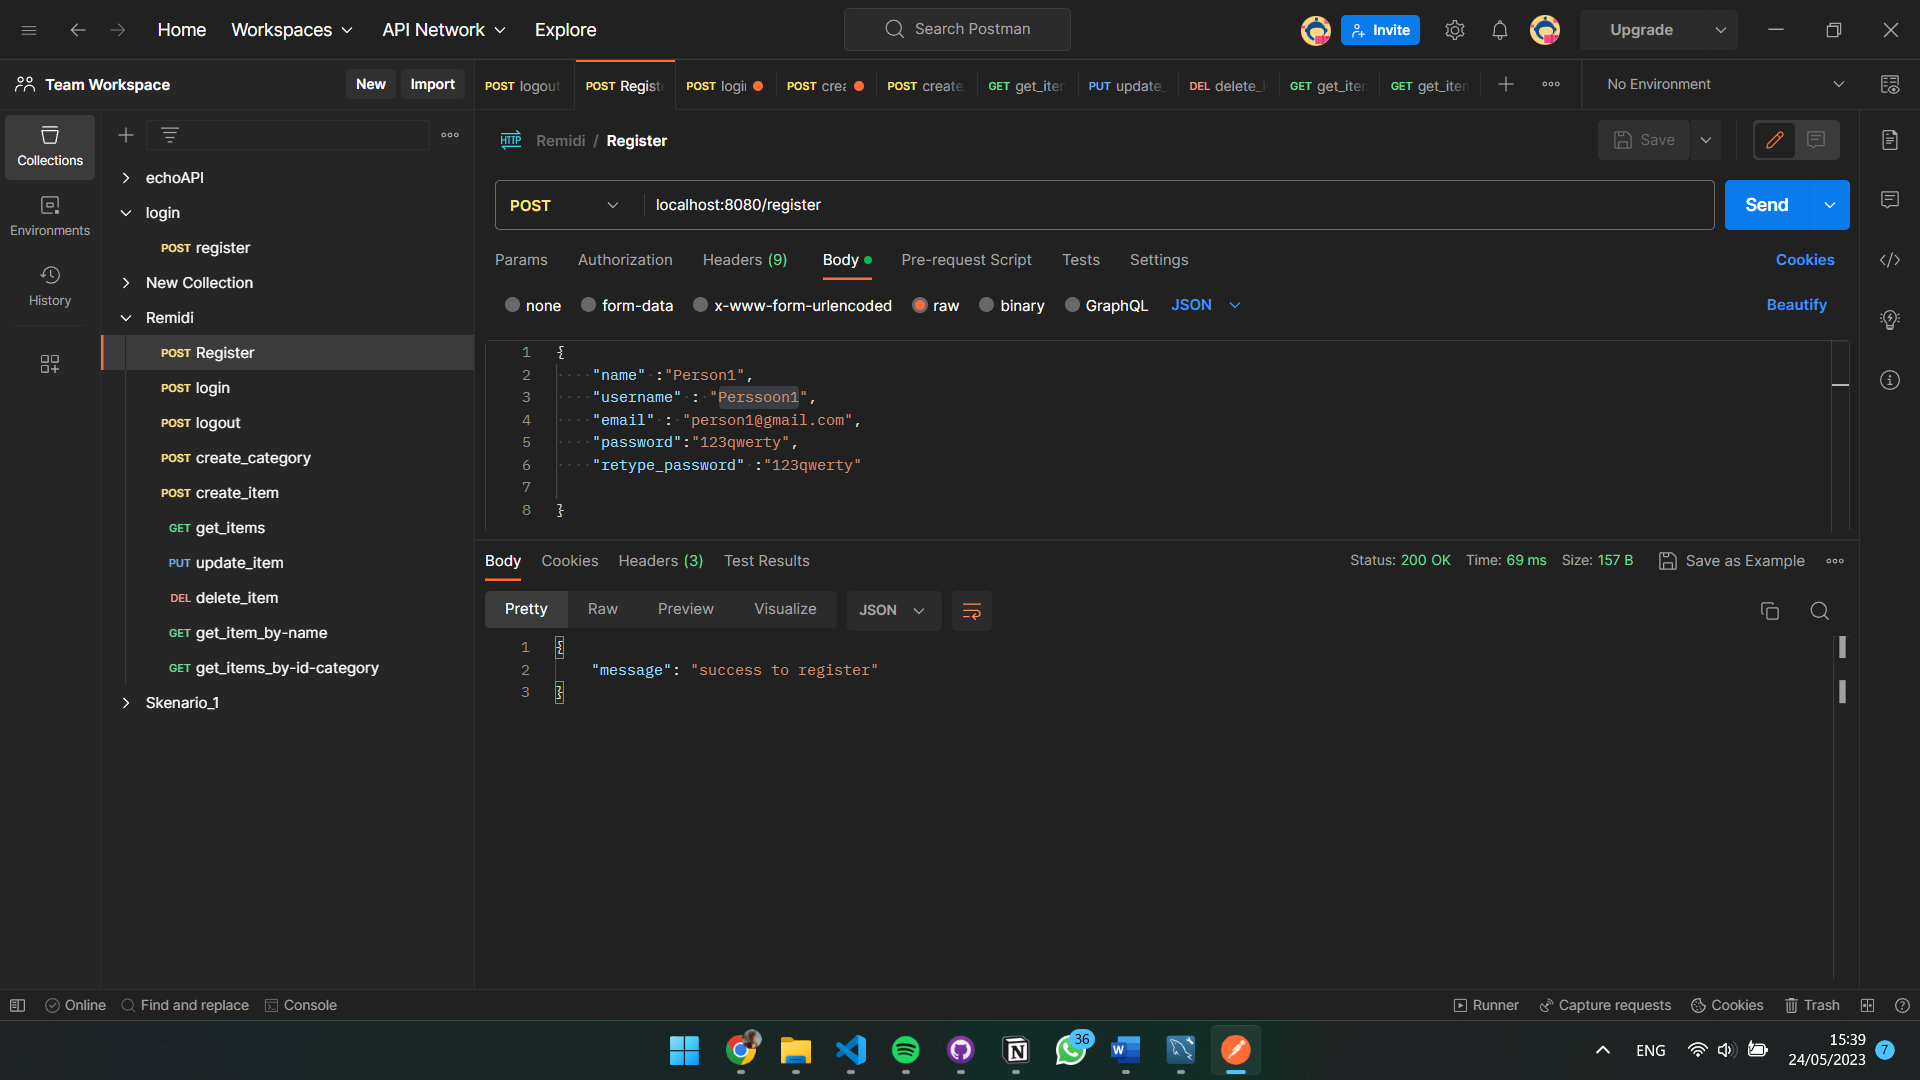 Home Workspaces API Network Explore Search Postman Invite Upgrade
Team Workspace New Import
POST logout POST Regist POST logi POST crea POST create GET get_iten PUT update_ DEL delete_i GET get_iten GET get_iten No Environment
Collections
Environments
History
echoAPI
login
POST register
New Collection
Remidi
POST Register
POST login
POST logout
POST create_category
POST create_item
GET get_items
PUT update_item
DEL delete_item
GET get_item_by-name
GET get_items_by-id-category
Skenario_1
HTTP Remidi / Register Save
POST localhost:8080/register Send
Params Authorization Headers (9) Body Pre-request Script Tests Settings Cookies
none form-data x-www-form-urlencoded raw binary GraphQL JSON Beautify
1 {
2 "name" :"Person1",
3 "username" : "Perssoon1",
4 "email" : "person1@gmail.com",
5 "password":"123qwerty",
6 "retype_password" :"123qwerty"
7
8 }
Body Cookies Headers (3) Test Results Status: 200 OK Time: 69 ms Size: 157 B Save as Example
Pretty Raw Preview Visualize JSON
1 {
2 "message": "success to register"
3 }
Online Find and replace Console Runner Capture requests Cookies Trash
36
ENG 15:39
24/05/2023 7